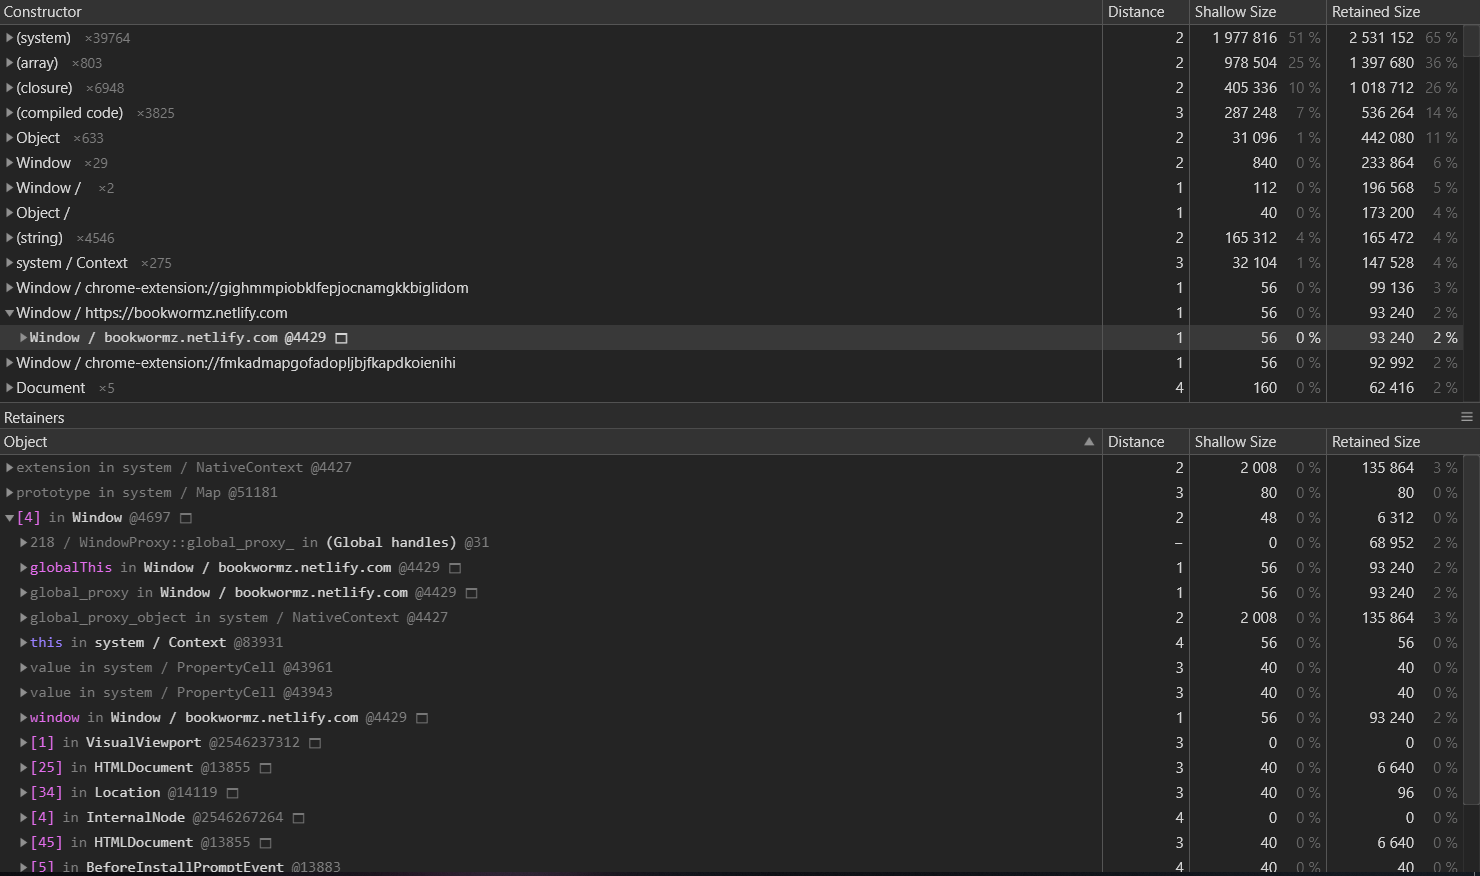 Constructor Distance Shallow Size Retained Size
(system) ×39764 2 1 977 816 51 % 2 531 152 65 %
(array) ×803 2 978 504 25 % 1 397 680 36 %
(closure) ×6948 2 405 336 10 % 1 018 712 26 %
(compiled code) ×3825 3 287 248 7 % 536 264 14 %
Object ×633 2 31 096 1 % 442 080 11 %
Window ×29 2 840 0 % 233 864 6 %
Window / ×2 1 112 0 % 196 568 5 %
Object / 1 40 0 % 173 200 4 %
(string) ×4546 2 165 312 4 % 165 472 4 %
system / Context ×275 3 32 104 1 % 147 528 4 %
Window / chrome-extension://gighmmpiobklfepjocnamgkkbiglidom 1 56 0 % 99 136 3 %
Window / https://bookwormz.netlify.com 1 56 0 % 93 240 2 %
Window / bookwormz.netlify.com @4429 1 56 0 % 93 240 2 %
Window / chrome-extension://fmkadmapgofadopljbjfkapdkoienihi 1 56 0 % 92 992 2 %
Document ×5 4 160 0 % 62 416 2 %
Retainers
Object Distance Shallow Size Retained Size
extension in system / NativeContext @4427 2 2 008 0 % 135 864 3 %
prototype in system / Map @51181 3 80 0 % 80 0 %
[4] in Window @4697 2 48 0 % 6 312 0 %
218 / WindowProxy::global_proxy_ in (Global handles) @31 – 0 0 % 68 952 2 %
globalThis in Window / bookwormz.netlify.com @4429 1 56 0 % 93 240 2 %
global_proxy in Window / bookwormz.netlify.com @4429 1 56 0 % 93 240 2 %
global_proxy_object in system / NativeContext @4427 2 2 008 0 % 135 864 3 %
this in system / Context @83931 4 56 0 % 56 0 %
value in system / PropertyCell @43961 3 40 0 % 40 0 %
value in system / PropertyCell @43943 3 40 0 % 40 0 %
window in Window / bookwormz.netlify.com @4429 1 56 0 % 93 240 2 %
[1] in VisualViewport @2546237312 3 0 0 % 0 0 %
[25] in HTMLDocument @13855 3 40 0 % 6 640 0 %
[34] in Location @14119 3 40 0 % 96 0 %
[4] in InternalNode @2546267264 4 0 0 % 0 0 %
[45] in HTMLDocument @13855 3 40 0 % 6 640 0 %
[5] in BeforeInstallPromptEvent @13883 4 40 0 % 40 0 %